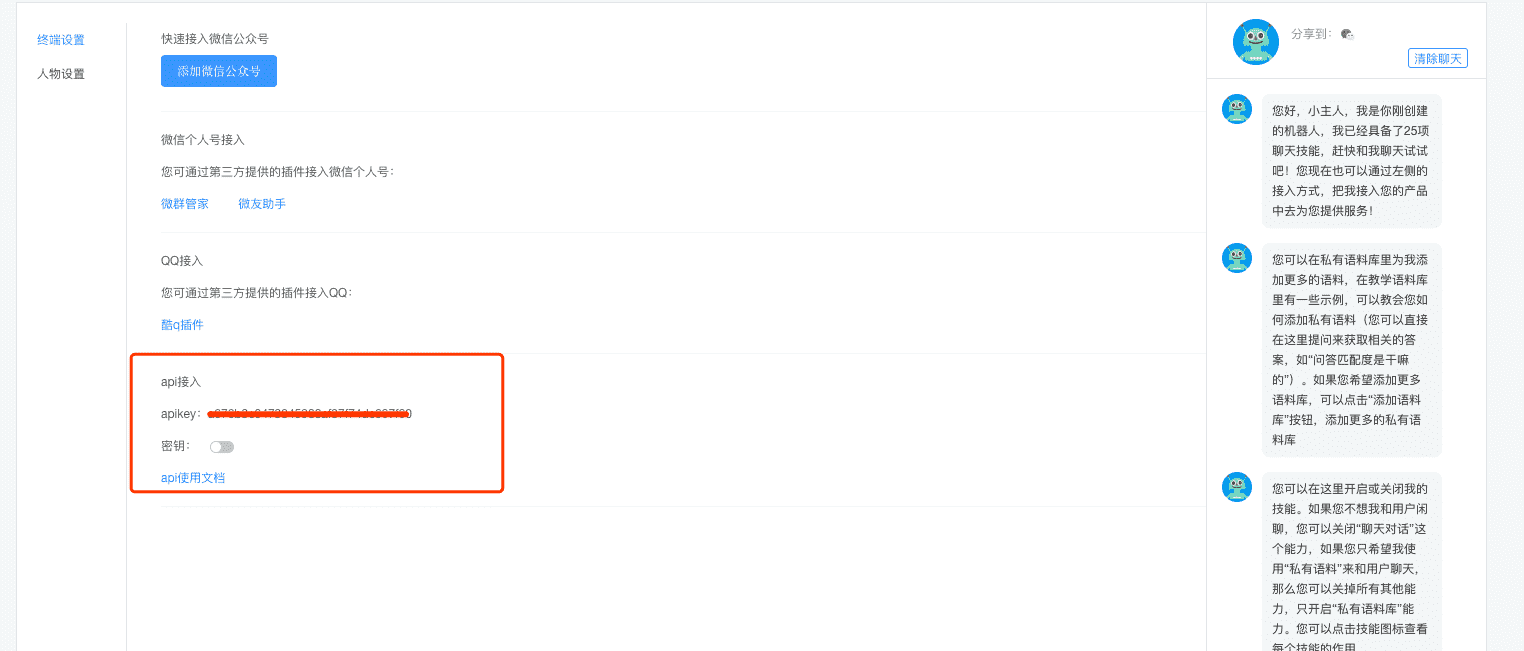 终端设置
人物设置
快速接入微信公众号
添加微信公众号
微信个人号接入
您可通过第三方提供的插件接入微信个人号：
微群管家 微友助手
QQ接入
您可通过第三方提供的插件接入QQ：
酷q插件
api接入
apikey：
密钥：
api使用文档
分享到：
清除聊天
您好，小主人，我是你刚创建
的机器人，我已经具备了25项
聊天技能，赶快和我聊天试试
吧！您现在也可以通过左侧的
接入方式，把我接入您的产品
中去为您提供服务！
您可以在私有语料库里为我添
加更多的语料，在教学语料库
里有一些示例，可以教会您如
何添加私有语料（您可以直接
在这里提问来获取相关的答
案，如“问答匹配度是干嘛
的”）。如果您希望添加更多
语料库，可以点击“添加语料
库”按钮，添加更多的私有语
料库
您可以在这里开启或关闭我的
技能。如果您不想我和用户闲
聊，您可以关闭“聊天对话”这
个能力，如果您只希望我使
用“私有语料”来和用户聊天，
那么您可以关掉所有其他能
力，只开启“私有语料库”能
力。您可以点击技能图标查看
每个技能的作用